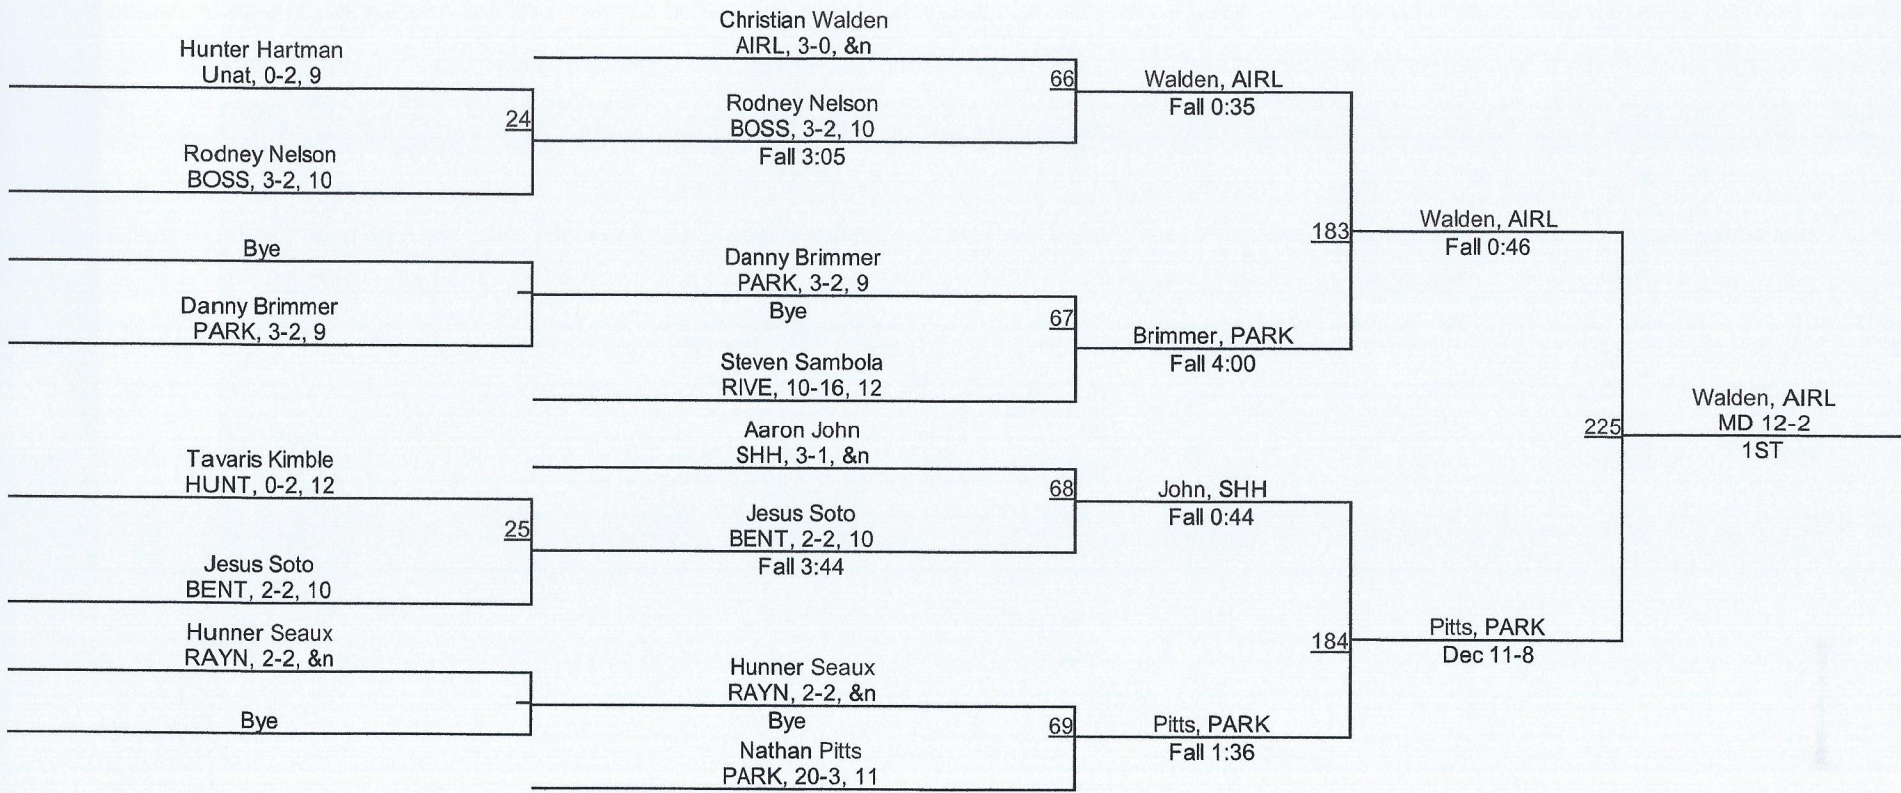 Hunter Hartman
Unat, 0-2, 9
24
Rodney Nelson
BOSS, 3-2, 10
Bye
Danny Brimmer
PARK, 3-2, 9
Tavaris Kimble
HUNT, 0-2, 12
25
Jesus Soto
BENT, 2-2, 10
Hunner Seaux
RAYN, 2-2, &n
Bye
Christian Walden
AIRL, 3-0, &n
66
Rodney Nelson
BOSS, 3-2, 10
Fall 3:05
Danny Brimmer
PARK, 3-2, 9
Bye
67
Steven Sambola
RIVE, 10-16, 12
Aaron John
SHH, 3-1, &n
68
Jesus Soto
BENT, 2-2, 10
Fall 3:44
Hunner Seaux
RAYN, 2-2, &n
Bye
69
Nathan Pitts
PARK, 20-3, 11
Walden, AIRL
Fall 0:35
183
Brimmer, PARK
Fall 4:00
John, SHH
Fall 0:44
184
Pitts, PARK
Fall 1:36
Walden, AIRL
Fall 0:46
225
Pitts, PARK
Dec 11-8
Walden, AIRL
MD 12-2
1ST